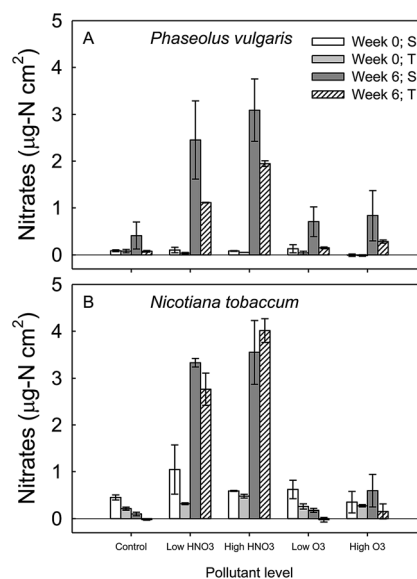 A
Phaseolus vulgaris
Week 0; S
Week 0; T
Week 6; S
Week 6; T
Nitrates (µg-N cm²)
5
4
3
2
1
0
B
Nicotiana tobaccum
Nitrates (µg-N cm²)
5
4
3
2
1
0
Control
Low HNO3
High HNO3
Low O3
High O3
Pollutant level